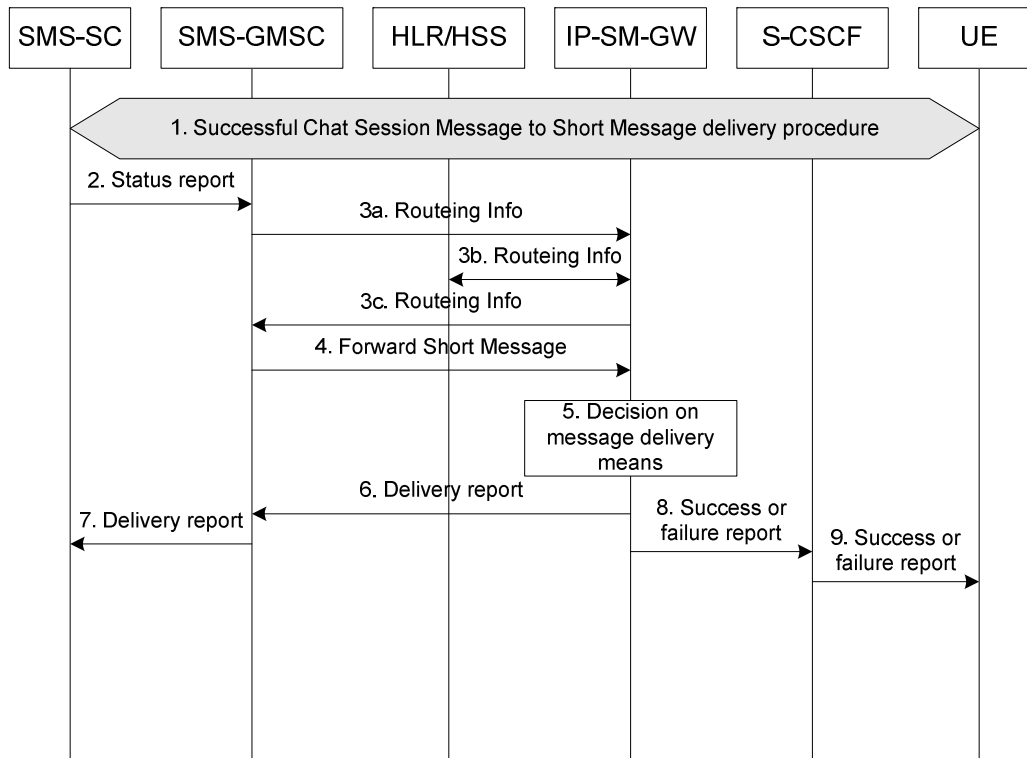 SMS-SC
SMS-GMSC
HLR/HSS
IP-SM-GW
S-CSCF
UE
1. Successful Chat Session Message to Short Message delivery procedure
2. Status report
3a. Routeing Info
3b. Routeing Info
3c. Routeing Info
4. Forward Short Message
5. Decision on
message delivery
means
6. Delivery report
7. Delivery report
8. Success or
failure report
9. Success or
failure report